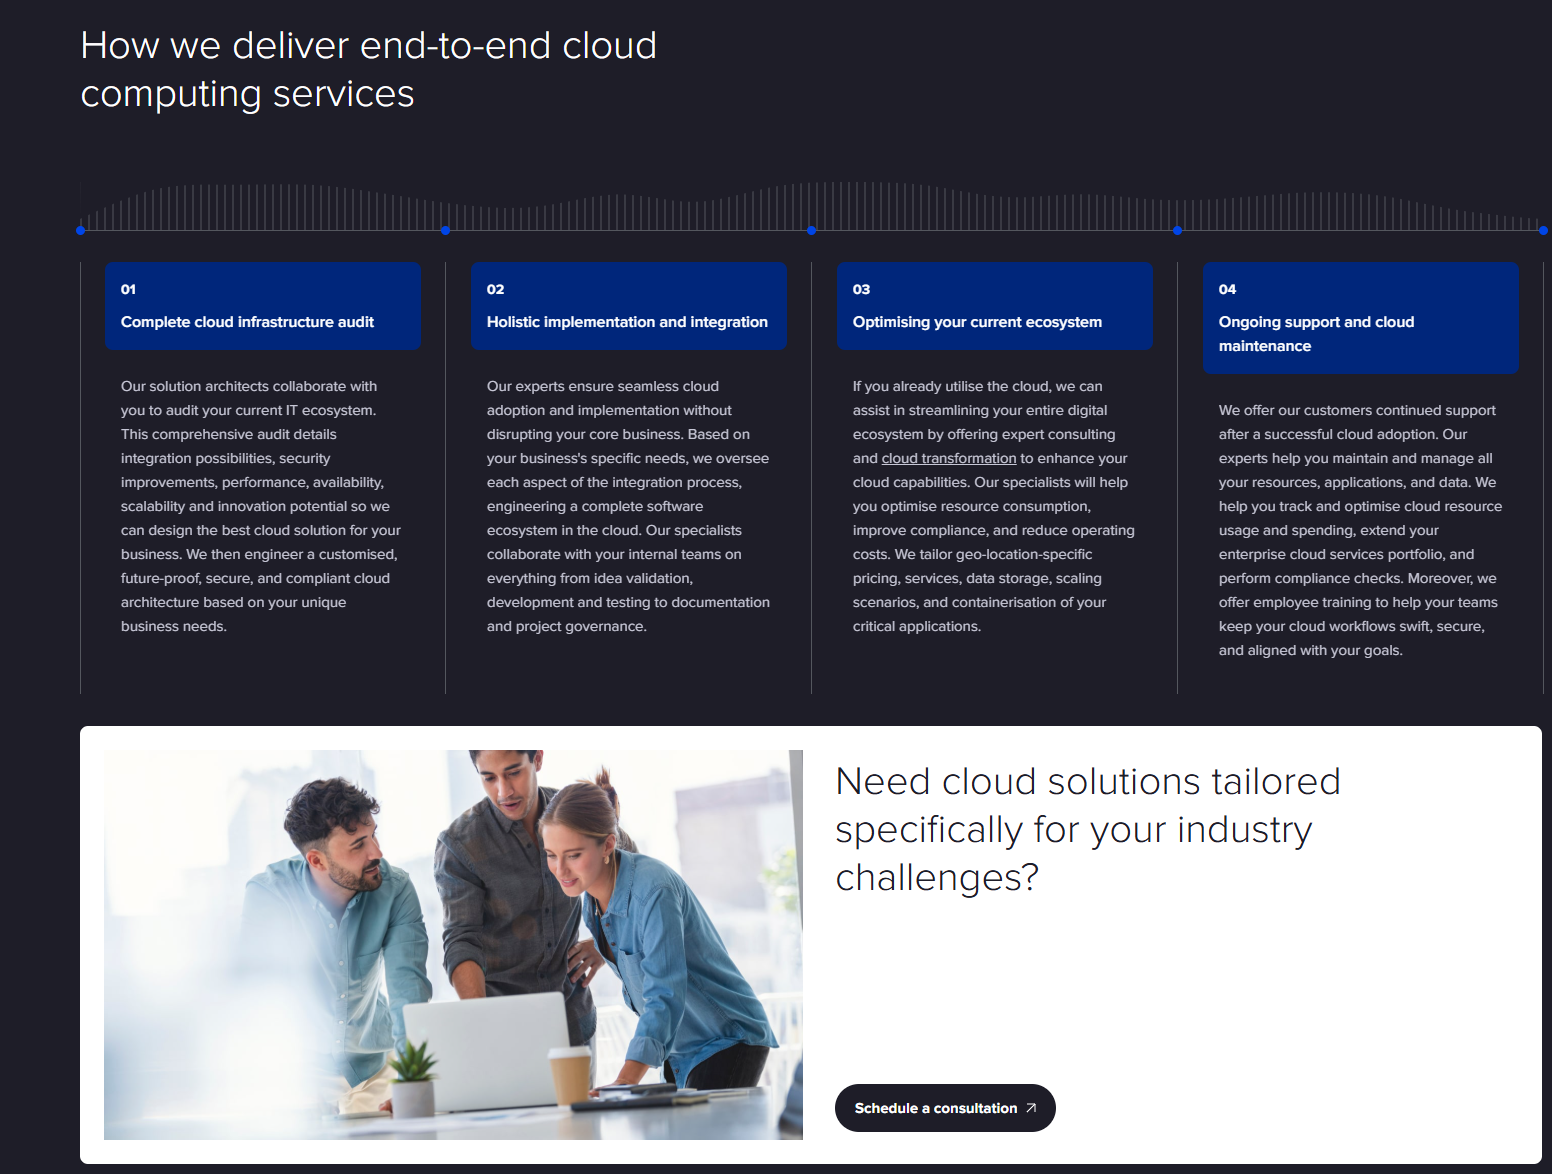 How we deliver end-to-end cloud
computing services
01
Complete cloud infrastructure audit
Our solution architects collaborate with
you to audit your current IT ecosystem.
This comprehensive audit details
integration possibilities, security
improvements, performance, availability,
scalability and innovation potential so we
can design the best cloud solution for your
business. We then engineer a customised,
future-proof, secure, and compliant cloud
architecture based on your unique
business needs.
02
Holistic implementation and integration
Our experts ensure seamless cloud
adoption and implementation without
disrupting your core business. Based on
your business's specific needs, we oversee
each aspect of the integration process,
engineering a complete software
ecosystem in the cloud. Our specialists
collaborate with your internal teams on
everything from idea validation,
development and testing to documentation
and project governance.
03
Optimising your current ecosystem
If you already utilise the cloud, we can
assist in streamlining your entire digital
ecosystem by offering expert consulting
and cloud transformation to enhance your
cloud capabilities. Our specialists will help
you optimise resource consumption,
improve compliance, and reduce operating
costs. We tailor geo-location-specific
pricing, services, data storage, scaling
scenarios, and containerisation of your
critical applications.
04
Ongoing support and cloud
maintenance
We offer our customers continued support
after a successful cloud adoption. Our
experts help you maintain and manage all
your resources, applications, and data. We
help you track and optimise cloud resource
usage and spending, extend your
enterprise cloud services portfolio, and
perform compliance checks. Moreover, we
offer employee training to help your teams
keep your cloud workflows swift, secure,
and aligned with your goals.
Need cloud solutions tailored
specifically for your industry
challenges?
Schedule a consultation